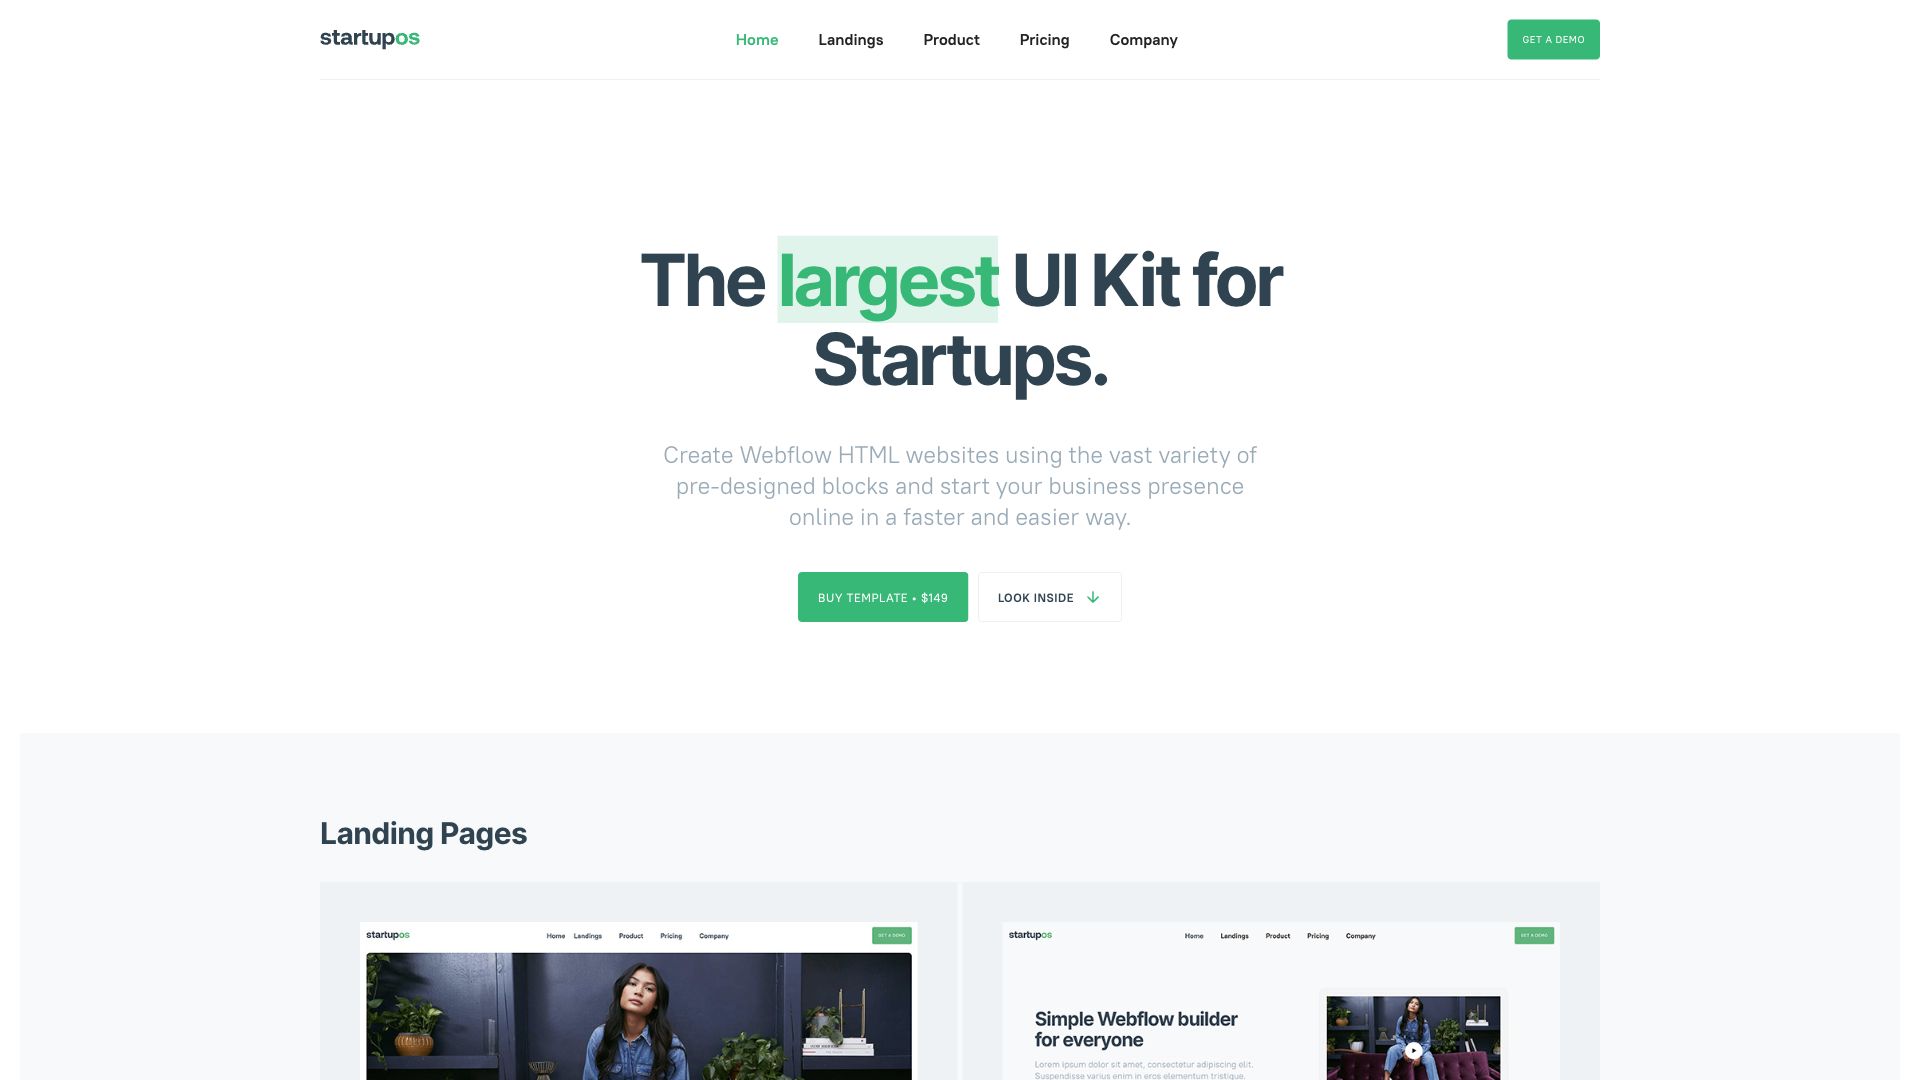 startupos
Home Landings Product Pricing Company
GET A DEMO
The largest UI Kit for
Startups.
Create Webflow HTML websites using the vast variety of
pre-designed blocks and start your business presence
online in a faster and easier way.
BUY TEMPLATE • $149
LOOK INSIDE
Landing Pages
startupos
Home Landings Product Pricing Company
GET A DEMO
startupos
Home Landings Product Pricing Company
GET A DEMO
Simple Webflow builder
for everyone
Lorem ipsum dolor sit amet, consectetur adipiscing elit.
Suspendisse varius enim in eros elementum tristique.